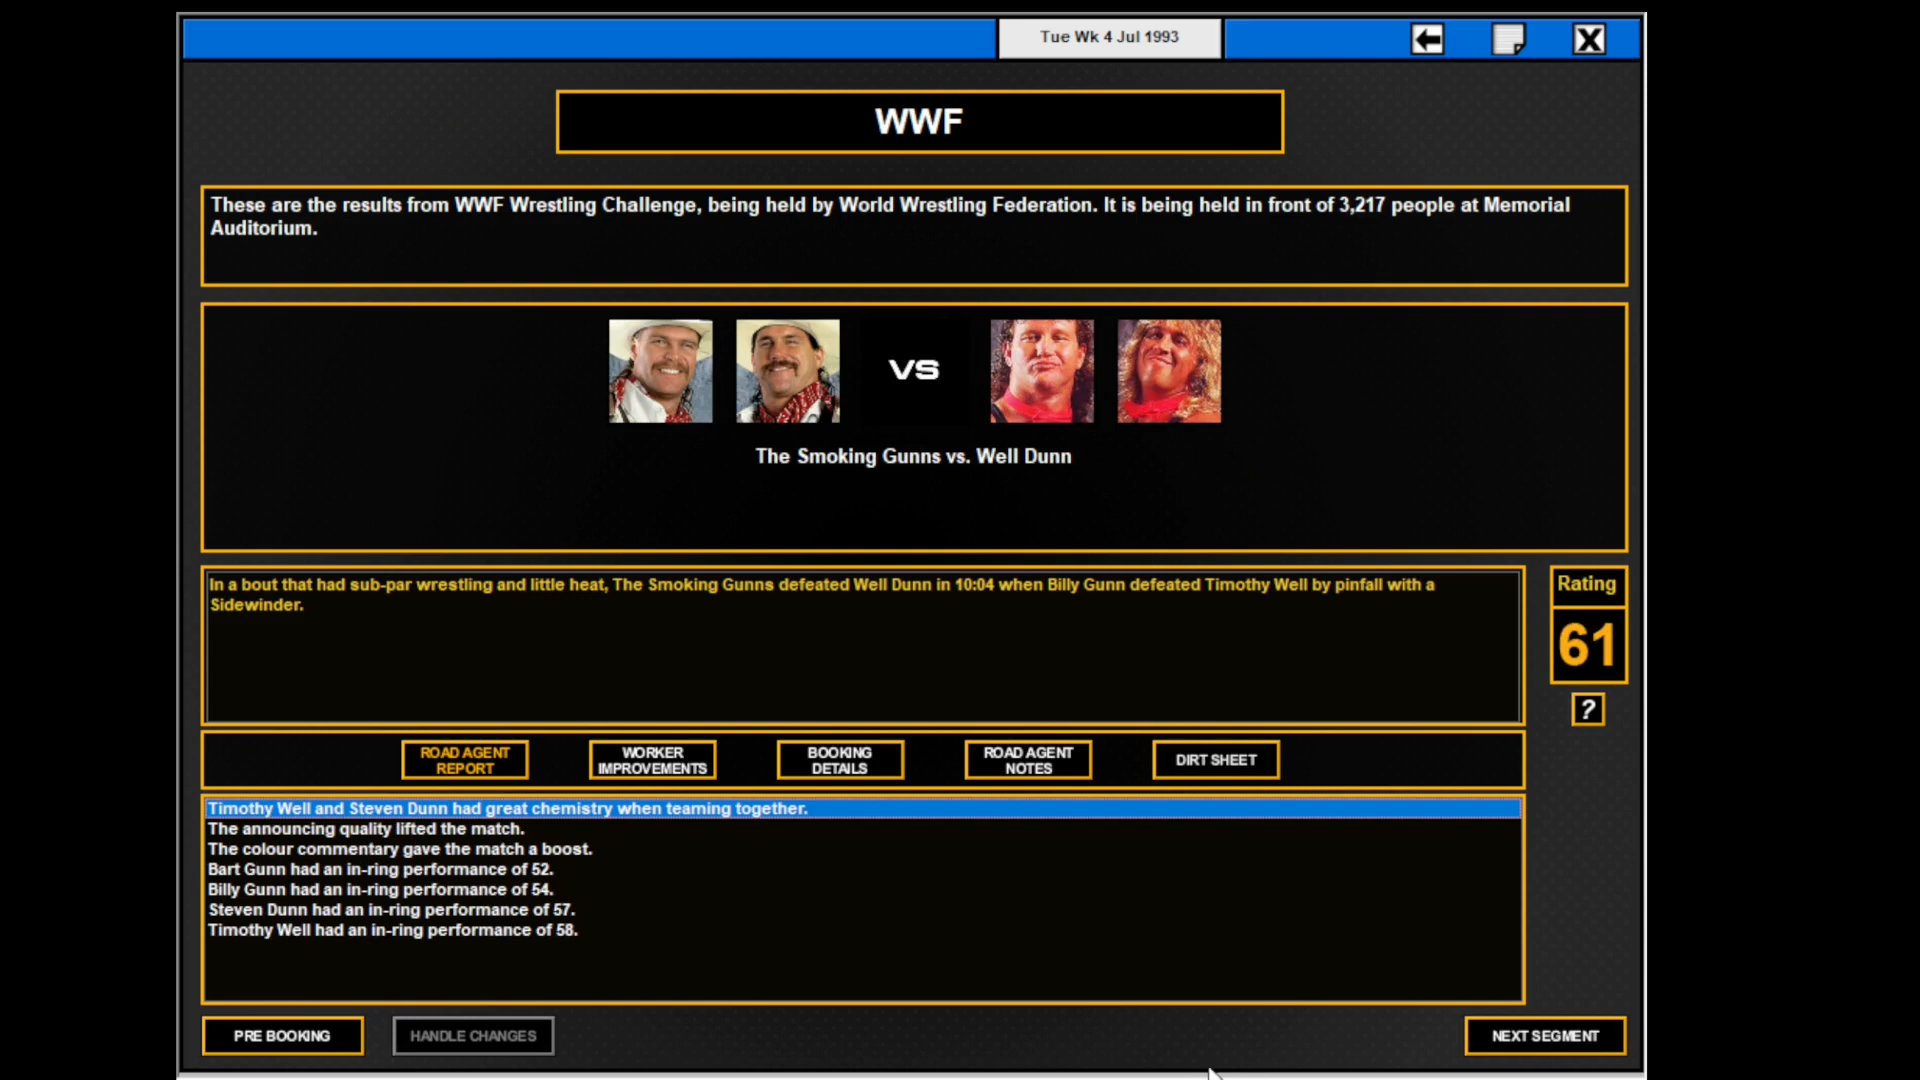 Tue Wk 4 Jul 1993
WWF
These are the results from WWF Wrestling Challenge, being held by World Wrestling Federation. It is being held in front of 3,217 people at Memorial
Auditorium.
VS
The Smoking Gunns vs. Well Dunn
In a bout that had sub-par wrestling and little heat, The Smoking Gunns defeated Well Dunn in 10:04 when Billy Gunn defeated Timothy Well by pinfall with a
Sidewinder.
Rating
61
?
ROAD AGENT
REPORT
WORKER
IMPROVEMENTS
BOOKING
DETAILS
ROAD AGENT
NOTES
DIRT SHEET
Timothy Well and Steven Dunn had great chemistry when teaming together.
The announcing quality lifted the match.
The colour commentary gave the match a boost.
Bart Gunn had an in-ring performance of 52.
Billy Gunn had an in-ring performance of 54.
Steven Dunn had an in-ring performance of 57.
Timothy Well had an in-ring performance of 58.
PRE BOOKING
HANDLE CHANGES
NEXT SEGMENT